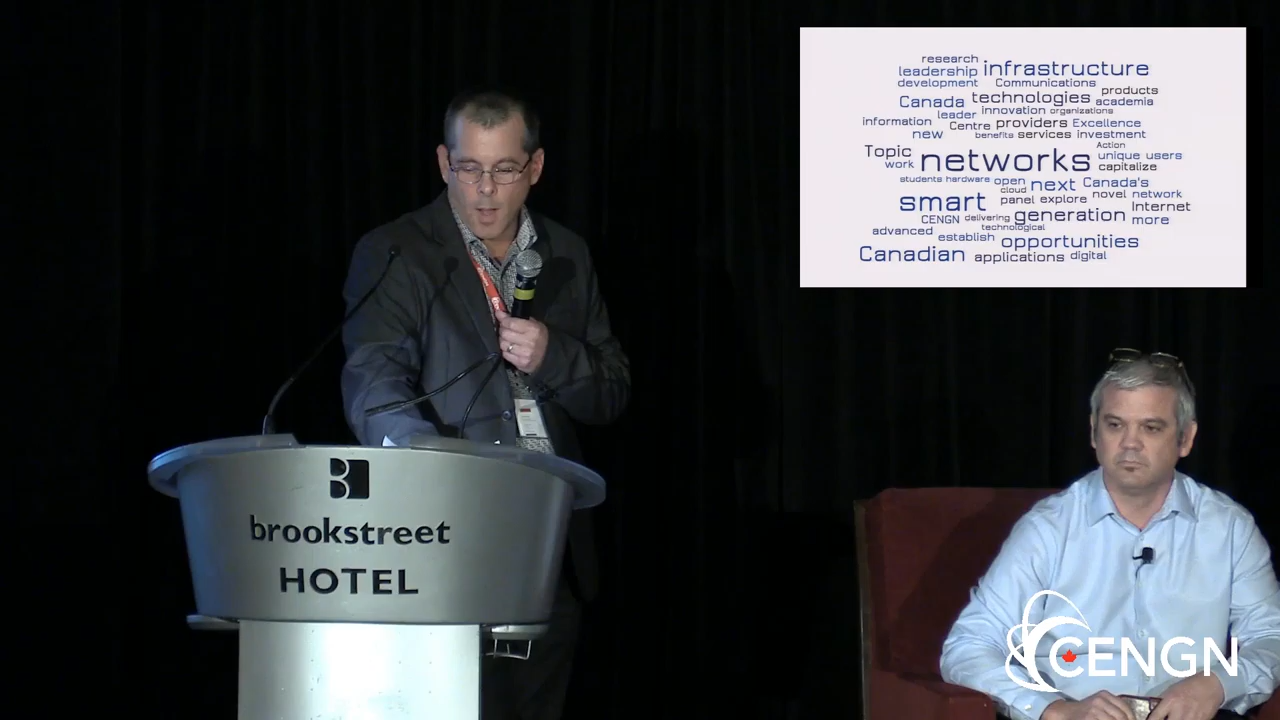 research
leadership infrastructure
development Communications
products
Canada technologies academia
innovation organizations
leader
information Centre providers Excellence
new benefits services investment
Action
Topic
work networks unique users
capitalize
students hardware open next Canada's
cloud
novel network
smart panel explore
Internet
CENGN delivering generation more
technological
advanced
establish opportunities
Canadian applications digital
brookstreet
HOTEL
CENGN